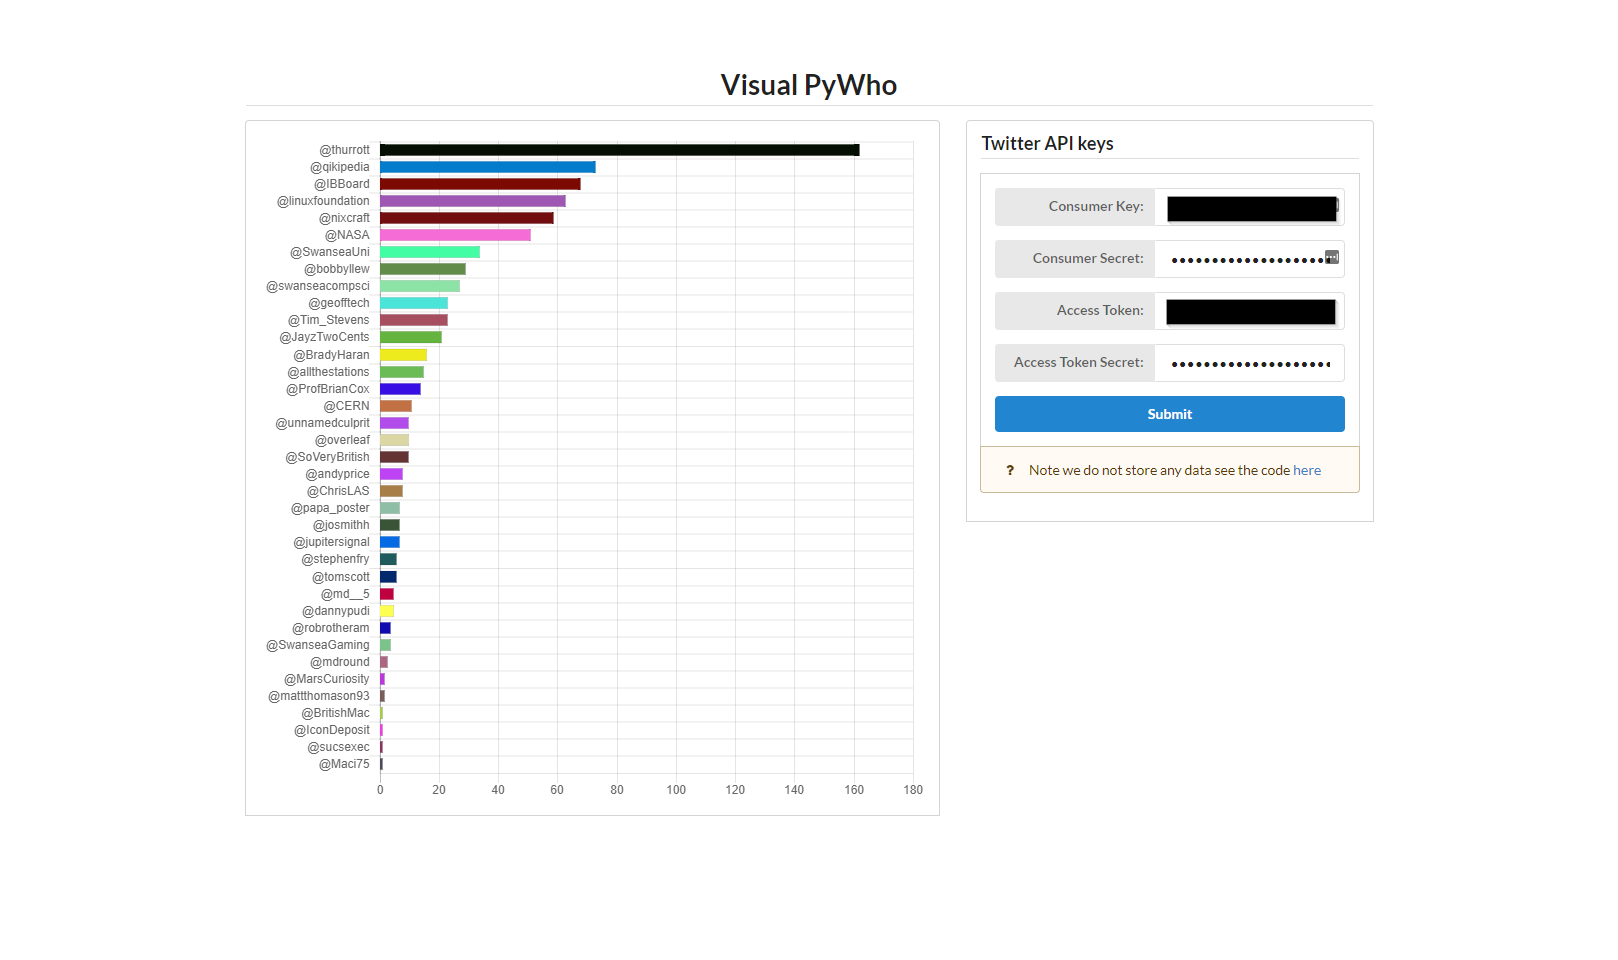 Visual PyWho
@thurrott
@qikipedia
@IBBoard
@linuxfoundation
@nixcraft
@NASA
@SwanseaUni
@bobbyllew
@swanseacompsci
@geofftech
@Tim_Stevens
@JayzTwoCents
@BradyHaran
@allthestations
@ProfBrianCox
@CERN
@unnamedculprit
@overleaf
@SoVeryBritish
@andyprice
@ChrisLAS
@papa_poster
@josmithh
@jupitersignal
@stephenfry
@tomscott
@md__5
@dannypudi
@robrotheram
@SwanseaGaming
@mdround
@MarsCuriosity
@mattthomason93
@BritishMac
@IconDeposit
@sucsexec
@Maci75
0 20 40 60 80 100 120 140 160 180
Twitter API keys
Consumer Key:
Consumer Secret:
Access Token:
Access Token Secret:
Submit
? Note we do not store any data see the code here